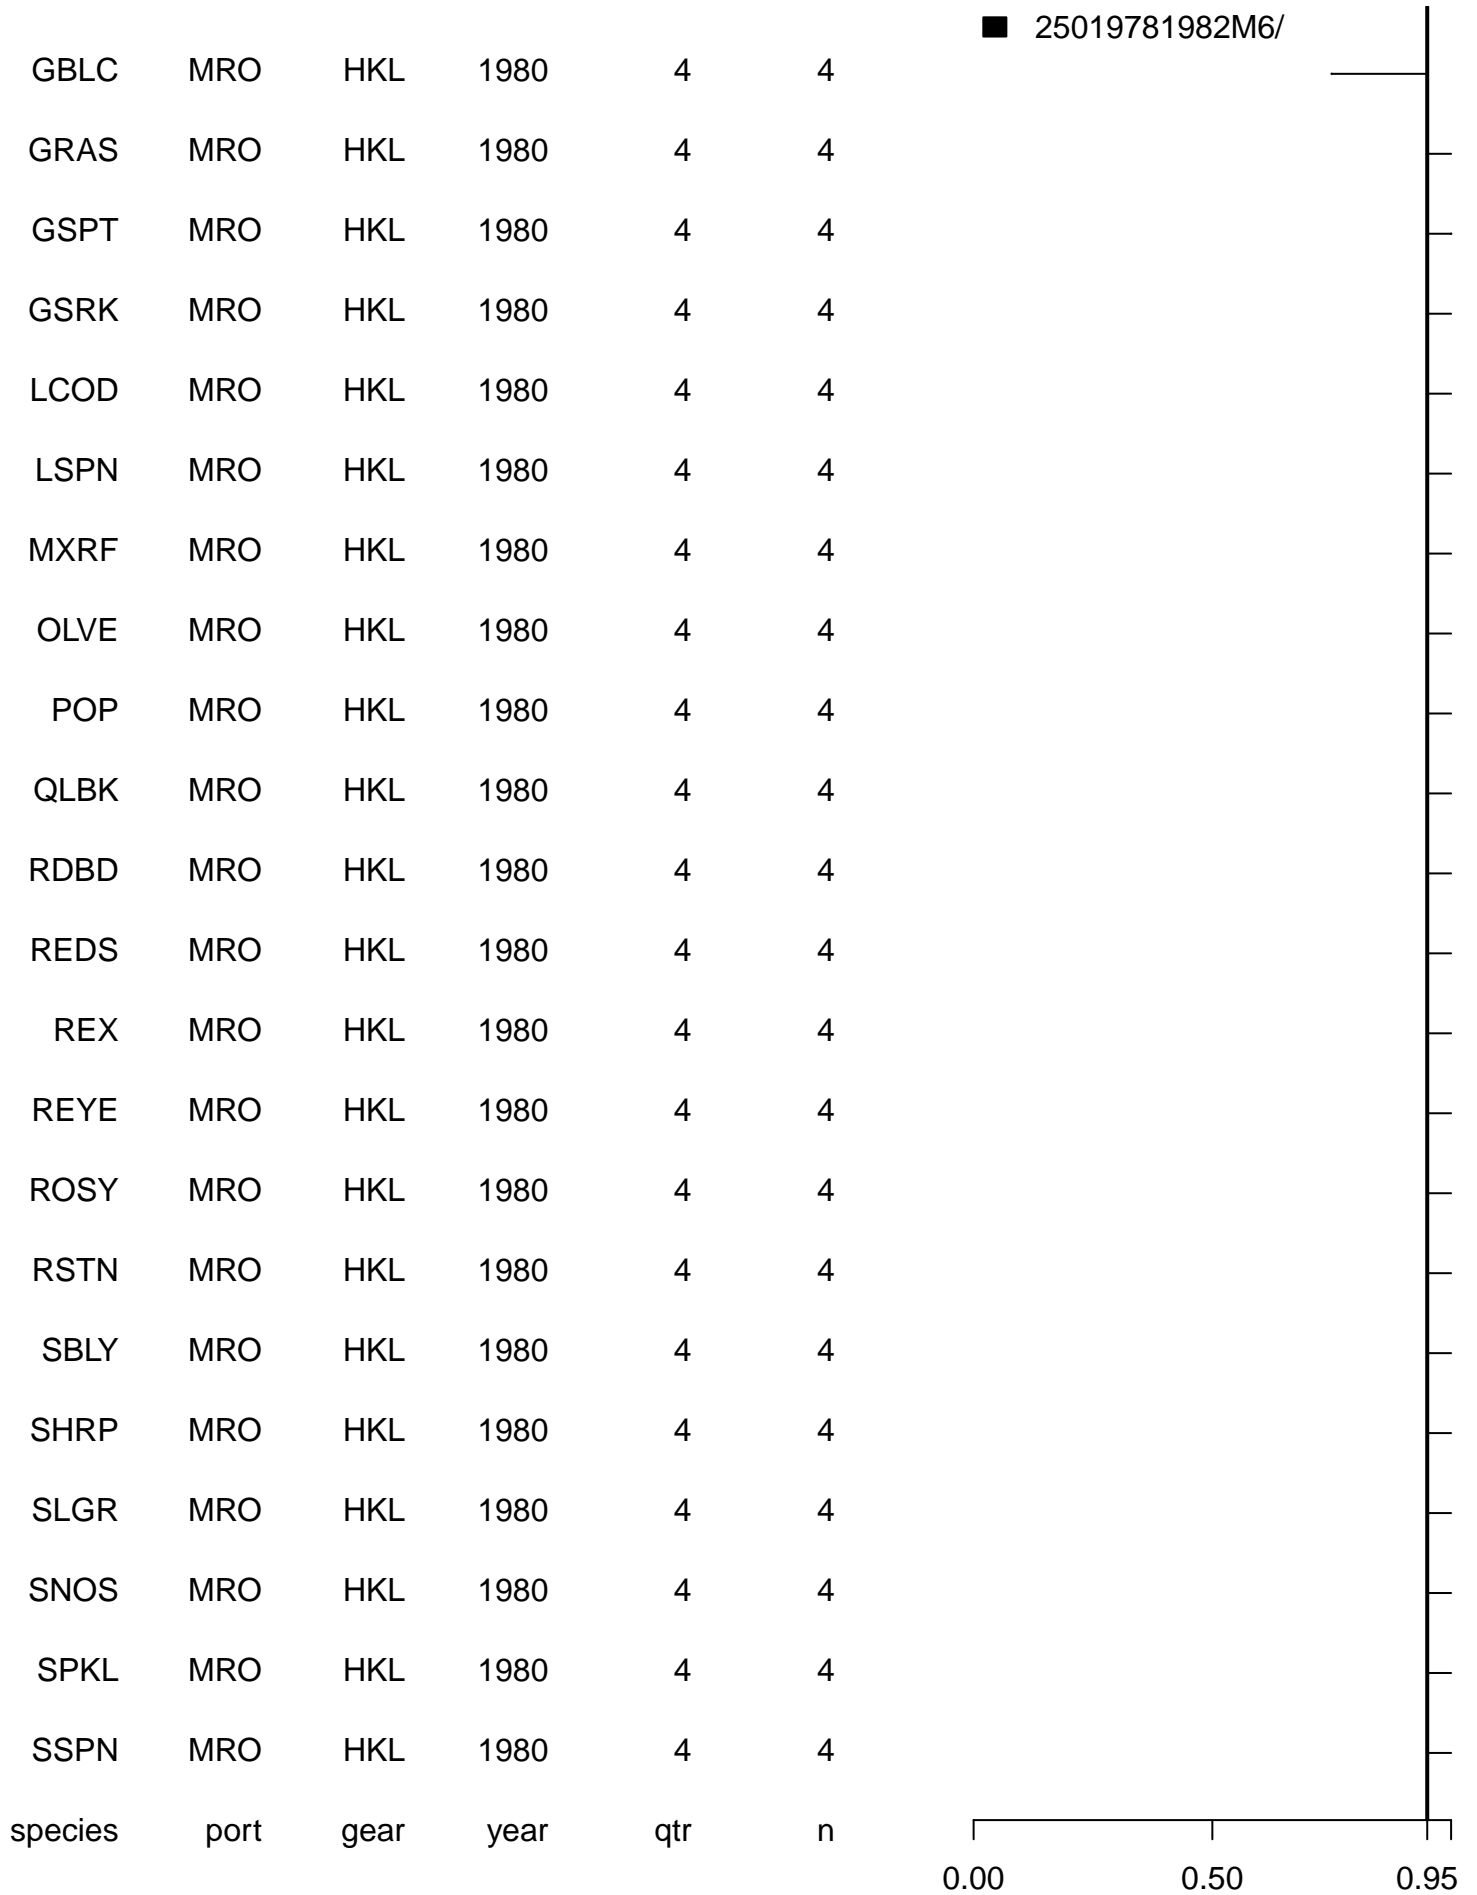 25019781982M6/
GBLC MRO HKL 1980 4 4
GRAS MRO HKL 1980 4 4
GSPT MRO HKL 1980 4 4
GSRK MRO HKL 1980 4 4
LCOD MRO HKL 1980 4 4
LSPN MRO HKL 1980 4 4
MXRF MRO HKL 1980 4 4
OLVE MRO HKL 1980 4 4
POP MRO HKL 1980 4 4
QLBK MRO HKL 1980 4 4
RDBD MRO HKL 1980 4 4
REDS MRO HKL 1980 4 4
REX MRO HKL 1980 4 4
REYE MRO HKL 1980 4 4
ROSY MRO HKL 1980 4 4
RSTN MRO HKL 1980 4 4
SBLY MRO HKL 1980 4 4
SHRP MRO HKL 1980 4 4
SLGR MRO HKL 1980 4 4
SNOS MRO HKL 1980 4 4
SPKL MRO HKL 1980 4 4
SSPN MRO HKL 1980 4 4
species port gear year qtr n
0.00 0.50 0.95